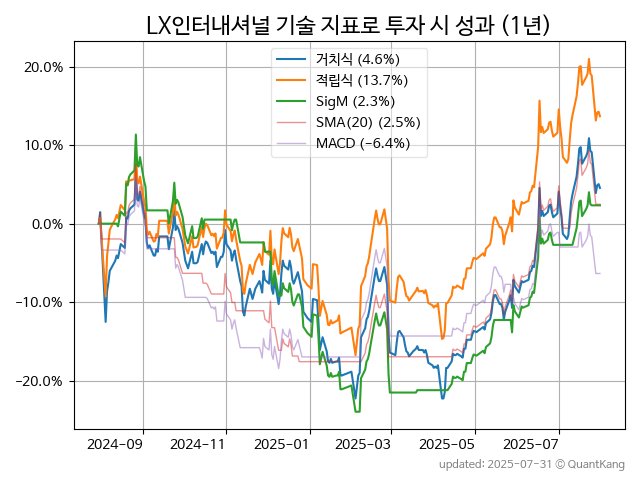 LX인터내셔널 기술 지표로 투자 시 성과 (1년)
거치식 (4.6%)
적립식 (13.7%)
SigM (2.3%)
SMA(20) (2.5%)
MACD (−6.4%)
20.0%
10.0%
0.0%
−10.0%
−20.0%
2024−09
2024−11
2025−01
2025−03
2025−05
2025−07
updated: 2025-07-31 © QuantKang